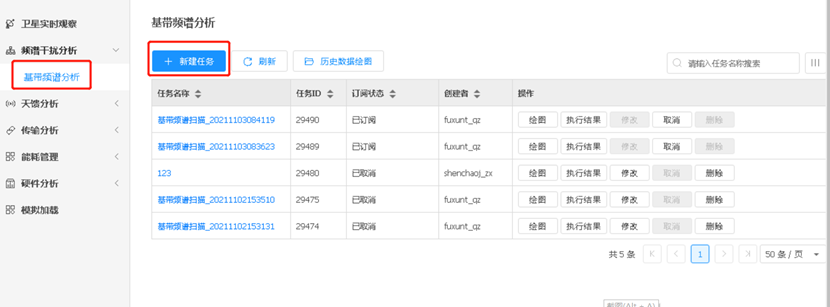 卫星实时观察
频谱干扰分析
基带频谱分析
天馈分析
传输分析
能耗管理
硬件分析
模拟加载
基带频谱分析
+ 新建任务 刷新 历史数据绘图 请输入任务名称搜索
任务名称 任务ID 订阅状态 创建者 操作
基带频谱扫描_20211103084119 29490 已订阅 fuxunt_qz 绘图 执行结果 修改 取消 删除
基带频谱扫描_20211103083623 29489 已订阅 fuxunt_qz 绘图 执行结果 修改 取消 删除
123 29480 已取消 shenchaoj_zx 绘图 执行结果 修改 取消 删除
基带频谱扫描_20211102153510 29475 已取消 fuxunt_qz 绘图 执行结果 修改 取消 删除
基带频谱扫描_20211102153131 29474 已取消 fuxunt_qz 绘图 执行结果 修改 取消 删除
共 5 条 1 50 条 / 页
截图(Alt + A)